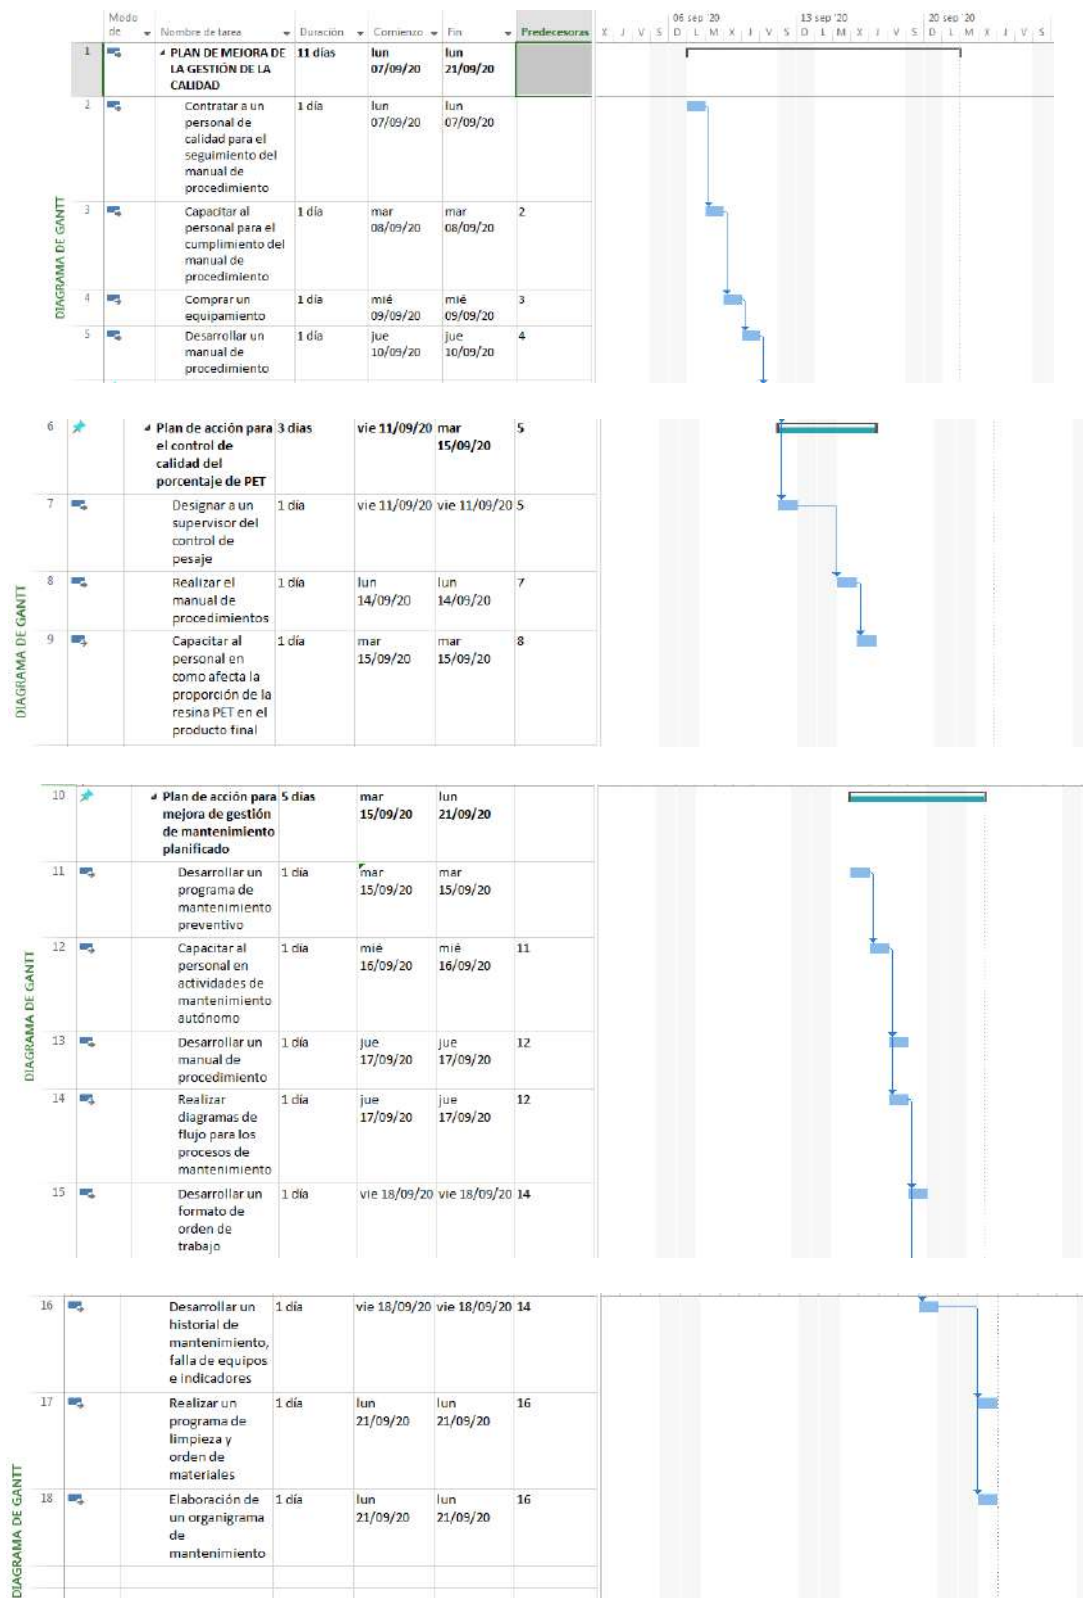 Modo
de Nombre de tarea Duración Comienzo Fin Predecesoras
06 sep '20 13 sep '20 20 sep '20
X J V S D L M X J V S D L M X J V S D L M X J V S
1 PLAN DE MEJORA DE 11 días lun lun
LA GESTIÓN DE LA 07/09/20 21/09/20
CALIDAD
2 Contratar a un 1 día lun lun
personal de 07/09/20 07/09/20
calidad para el
seguimiento del
manual de
procedimiento
3 Capacitar al 1 día mar mar 2
personal para el 08/09/20 08/09/20
cumplimiento del
manual de
procedimiento
4 Comprar un 1 día mié mié 3
equipamiento 09/09/20 09/09/20
5 Desarrollar un 1 día jue jue 4
manual de 10/09/20 10/09/20
procedimiento
DIAGRAMA DE GANTT
6 Plan de acción para 3 días vie 11/09/20 mar 5
el control de 15/09/20
calidad del
porcentaje de PET
7 Designar a un 1 día vie 11/09/20 vie 11/09/20 5
supervisor del
control de
pesaje
8 Realizar el 1 día lun lun 7
manual de 14/09/20 14/09/20
procedimientos
9 Capacitar al 1 día mar mar 8
personal en 15/09/20 15/09/20
como afecta la
proporción de la
resina PET en el
producto final
DIAGRAMA DE GANTT
10 Plan de acción para 5 días mar lun
mejora de gestión 15/09/20 21/09/20
de mantenimiento
planificado
11 Desarrollar un 1 día mar mar
programa de 15/09/20 15/09/20
mantenimiento
preventivo
12 Capacitar al 1 día mié mié 11
personal en 16/09/20 16/09/20
actividades de
mantenimiento
autónomo
13 Desarrollar un 1 día jue jue 12
manual de 17/09/20 17/09/20
procedimiento
14 Realizar 1 día jue jue 12
diagramas de 17/09/20 17/09/20
flujo para los
procesos de
mantenimiento
15 Desarrollar un 1 día vie 18/09/20 vie 18/09/20 14
formato de
orden de
trabajo
DIAGRAMA DE GANTT
16 Desarrollar un 1 día vie 18/09/20 vie 18/09/20 14
historial de
mantenimiento,
falla de equipos
e indicadores
17 Realizar un 1 día lun lun 16
programa de 21/09/20 21/09/20
limpieza y
orden de
materiales
18 Elaboración de 1 día lun lun 16
un organigrama 21/09/20 21/09/20
de
mantenimiento
DIAGRAMA DE GANTT